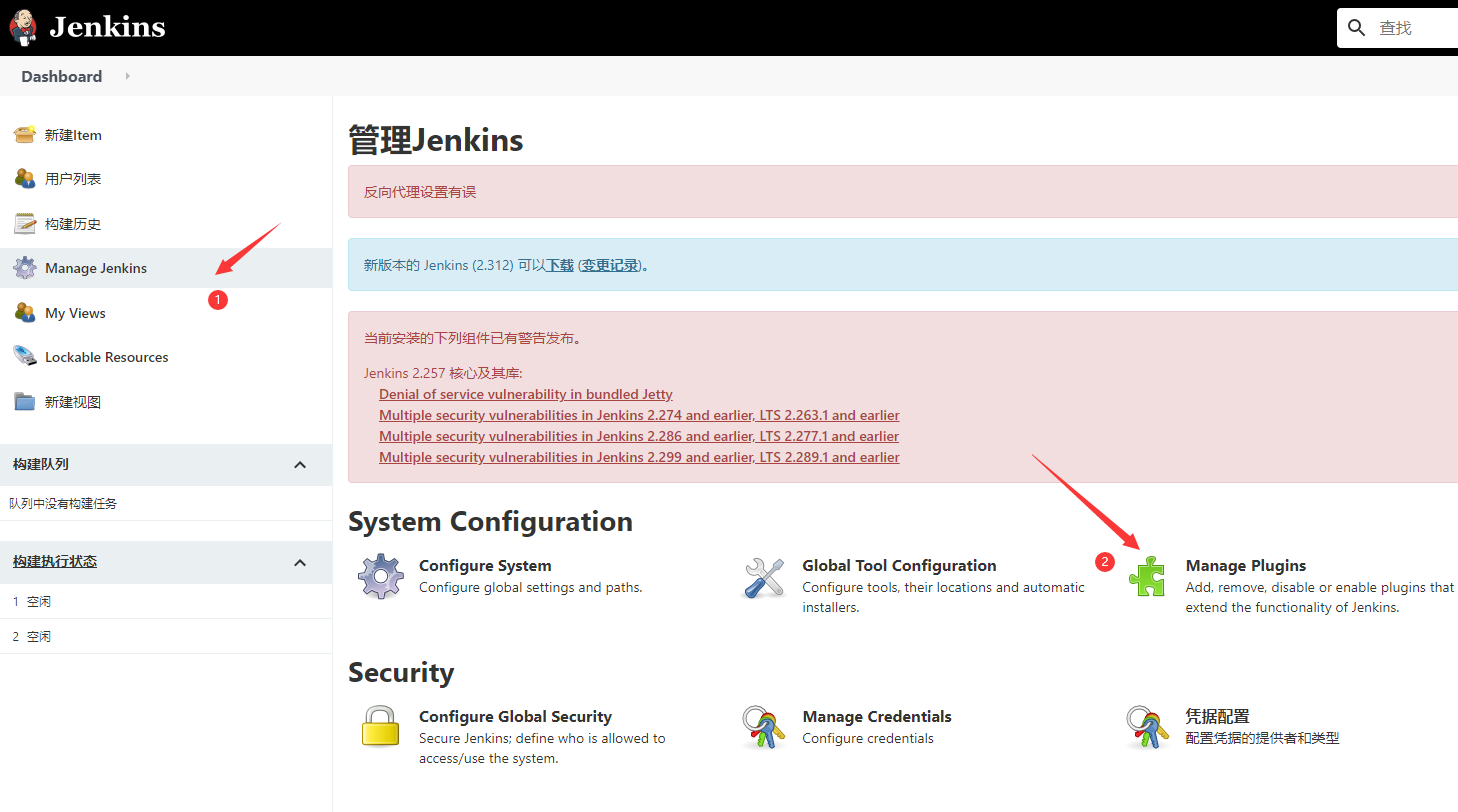 Jenkins
查找
Dashboard
新建Item
用户列表
构建历史
Manage Jenkins
1
My Views
Lockable Resources
新建视图
构建队列
队列中没有构建任务
构建执行状态
1 空闲
2 空闲
管理Jenkins
反向代理设置有误
新版本的 Jenkins (2.312) 可以下载 (变更记录)。
当前安装的下列组件已有警告发布。
Jenkins 2.257 核心及其库:
Denial of service vulnerability in bundled Jetty
Multiple security vulnerabilities in Jenkins 2.274 and earlier, LTS 2.263.1 and earlier
Multiple security vulnerabilities in Jenkins 2.286 and earlier, LTS 2.277.1 and earlier
Multiple security vulnerabilities in Jenkins 2.299 and earlier, LTS 2.289.1 and earlier
System Configuration
Configure System
Configure global settings and paths.
Global Tool Configuration
Configure tools, their locations and automatic
installers.
2
Manage Plugins
Add, remove, disable or enable plugins that
extend the functionality of Jenkins.
Security
Configure Global Security
Secure Jenkins; define who is allowed to
access/use the system.
Manage Credentials
Configure credentials
凭据配置
配置凭据的提供者和类型